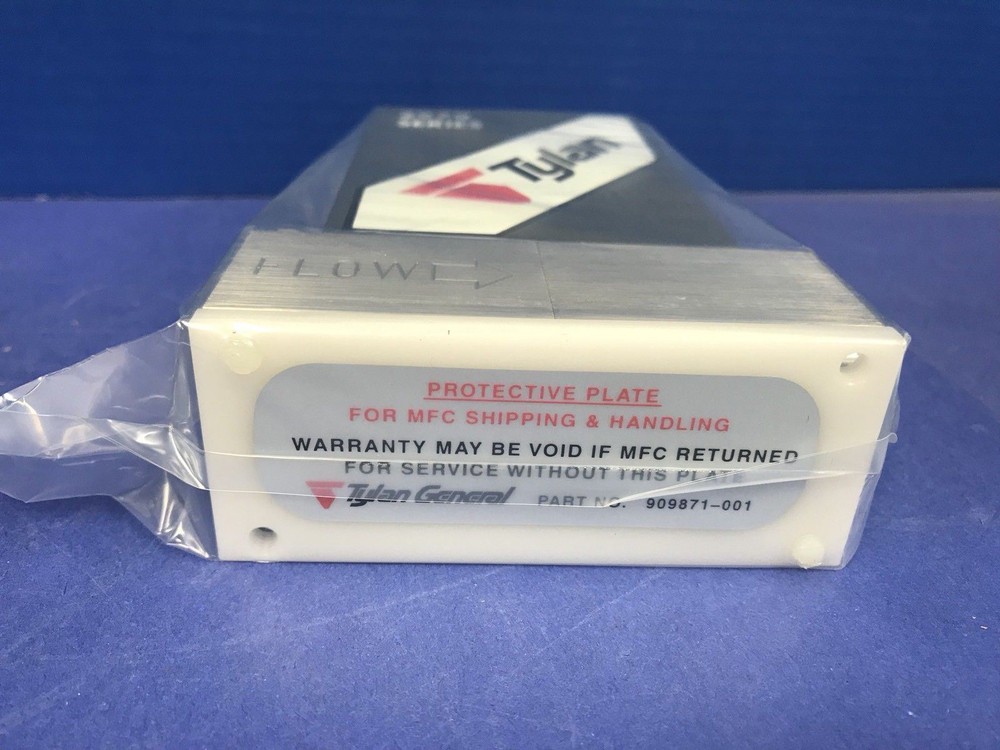 SERIES
Tylan
FLOW
PROTECTIVE PLATE
FOR MFC SHIPPING & HANDLING
WARRANTY MAY BE VOID IF MFC RETURNED
FOR SERVICE WITHOUT THIS PLATE
Tylan General PART NO. 909871-001